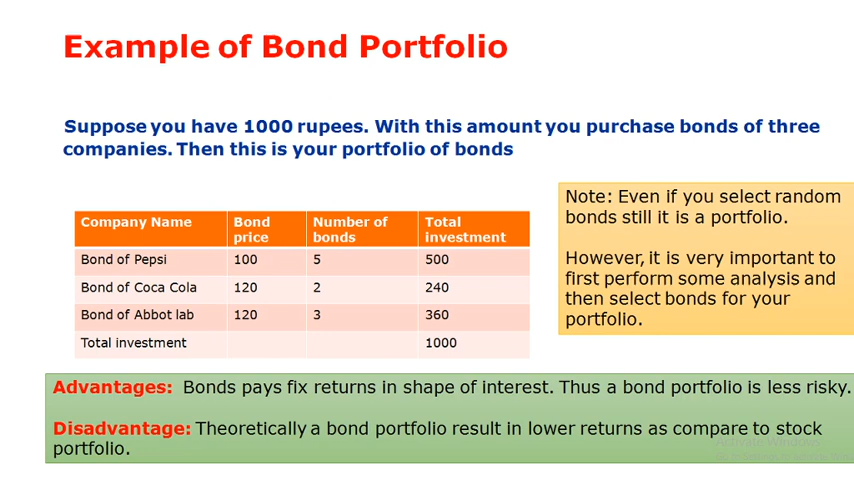 Example of Bond Portfolio
Suppose you have 1000 rupees. With this amount you purchase bonds of three
companies. Then this is your portfolio of bonds
Note: Even if you select random
bonds still it is a portfolio.
However, it is very important to
first perform some analysis and
then select bonds for your
portfolio.
Company Name Bond price Number of bonds Total investment
Bond of Pepsi 100 5 500
Bond of Coca Cola 120 2 240
Bond of Abbot lab 120 3 360
Total investment 1000
Advantages: Bonds pays fix returns in shape of interest. Thus a bond portfolio is less risky.
Disadvantage: Theoretically a bond portfolio result in lower returns as compare to stock
portfolio.
Activate Windows